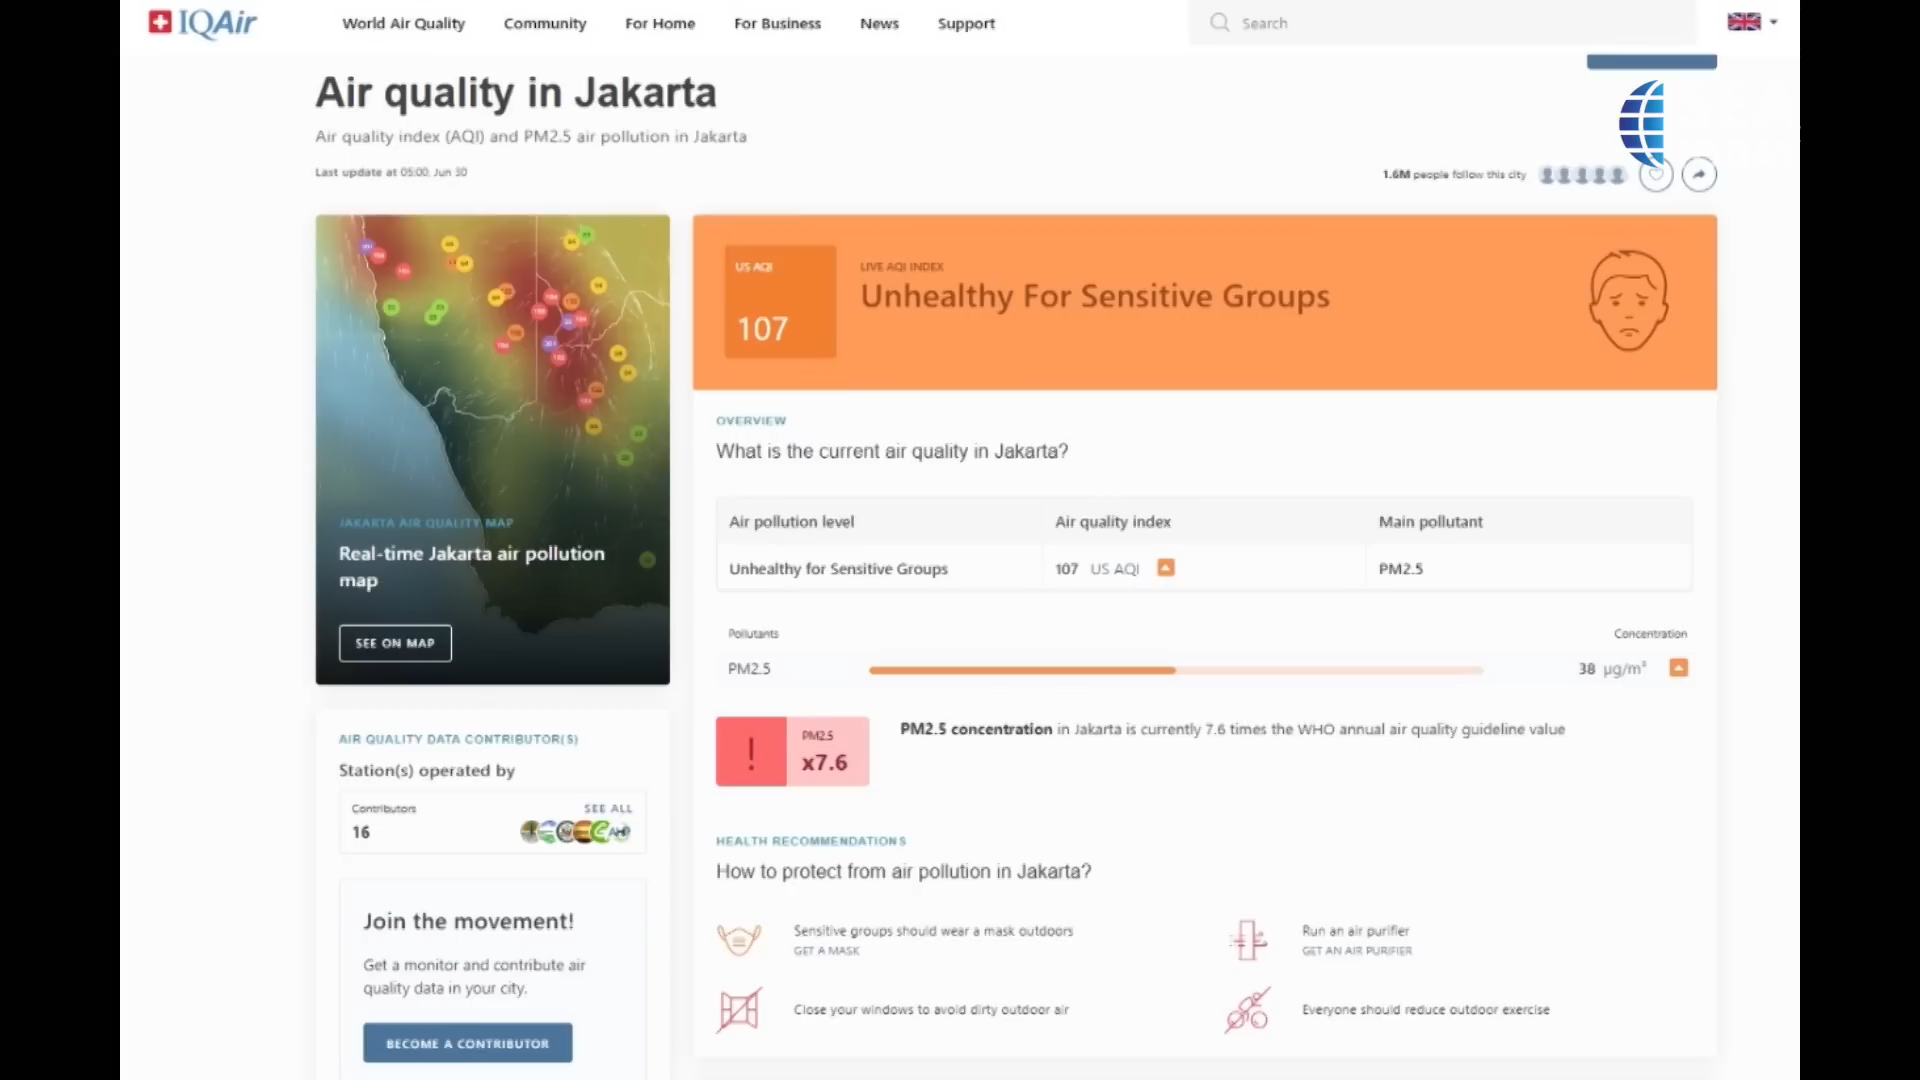 IQAir
World Air Quality
Community
For Home
For Business
News
Support
Search
Air quality in Jakarta
Air quality index (AQI) and PM2.5 air pollution in Jakarta
Last update at 05:00, Jun 30
1.6M people follow this city
US AQI
107
LIVE AQI INDEX
Unhealthy For Sensitive Groups
JAKARTA AIR QUALITY MAP
Real-time Jakarta air pollution
map
SEE ON MAP
OVERVIEW
What is the current air quality in Jakarta?
Air pollution level
Air quality index
Main pollutant
Unhealthy for Sensitive Groups
107 US AQI
PM2.5
Pollutants
Concentration
PM2.5
38 µg/m³
!
PM2.5
x7.6
PM2.5 concentration in Jakarta is currently 7.6 times the WHO annual air quality guideline value
AIR QUALITY DATA CONTRIBUTOR(S)
Station(s) operated by
Contributors
SEE ALL
16
Join the movement!
Get a monitor and contribute air
quality data in your city.
BECOME A CONTRIBUTOR
HEALTH RECOMMENDATIONS
How to protect from air pollution in Jakarta?
Sensitive groups should wear a mask outdoors
GET A MASK
Run an air purifier
GET AN AIR PURIFIER
Close your windows to avoid dirty outdoor air
Everyone should reduce outdoor exercise